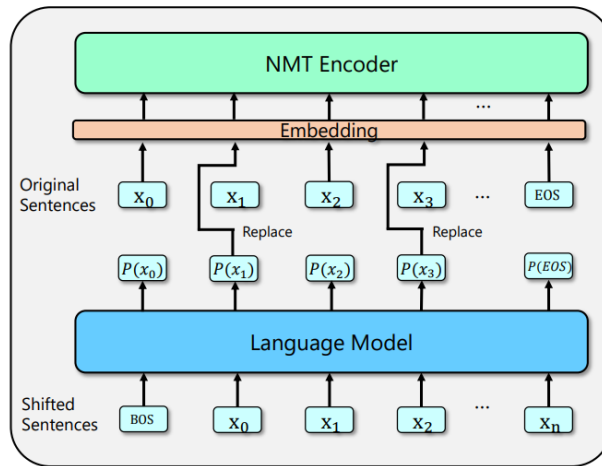 NMT Encoder
...
Embedding
Original Sentences x₀ x₁ x₂ x₃ ... EOS
Replace Replace
P(x₀) P(x₁) P(x₂) P(x₃) P(EOS)
Language Model
Shifted Sentences BOS x₀ x₁ x₂ ... xₙ